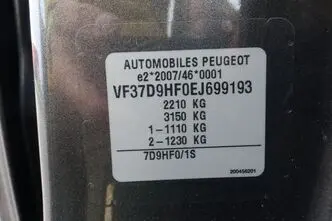 AUTOMOBILES PEUGEOT
e2*2007/46*0001
VF37D9HF0EJ699193
2210 KG
3150 KG
1-1110 KG
2-1230 KG
7D9HF0/1S
200456201